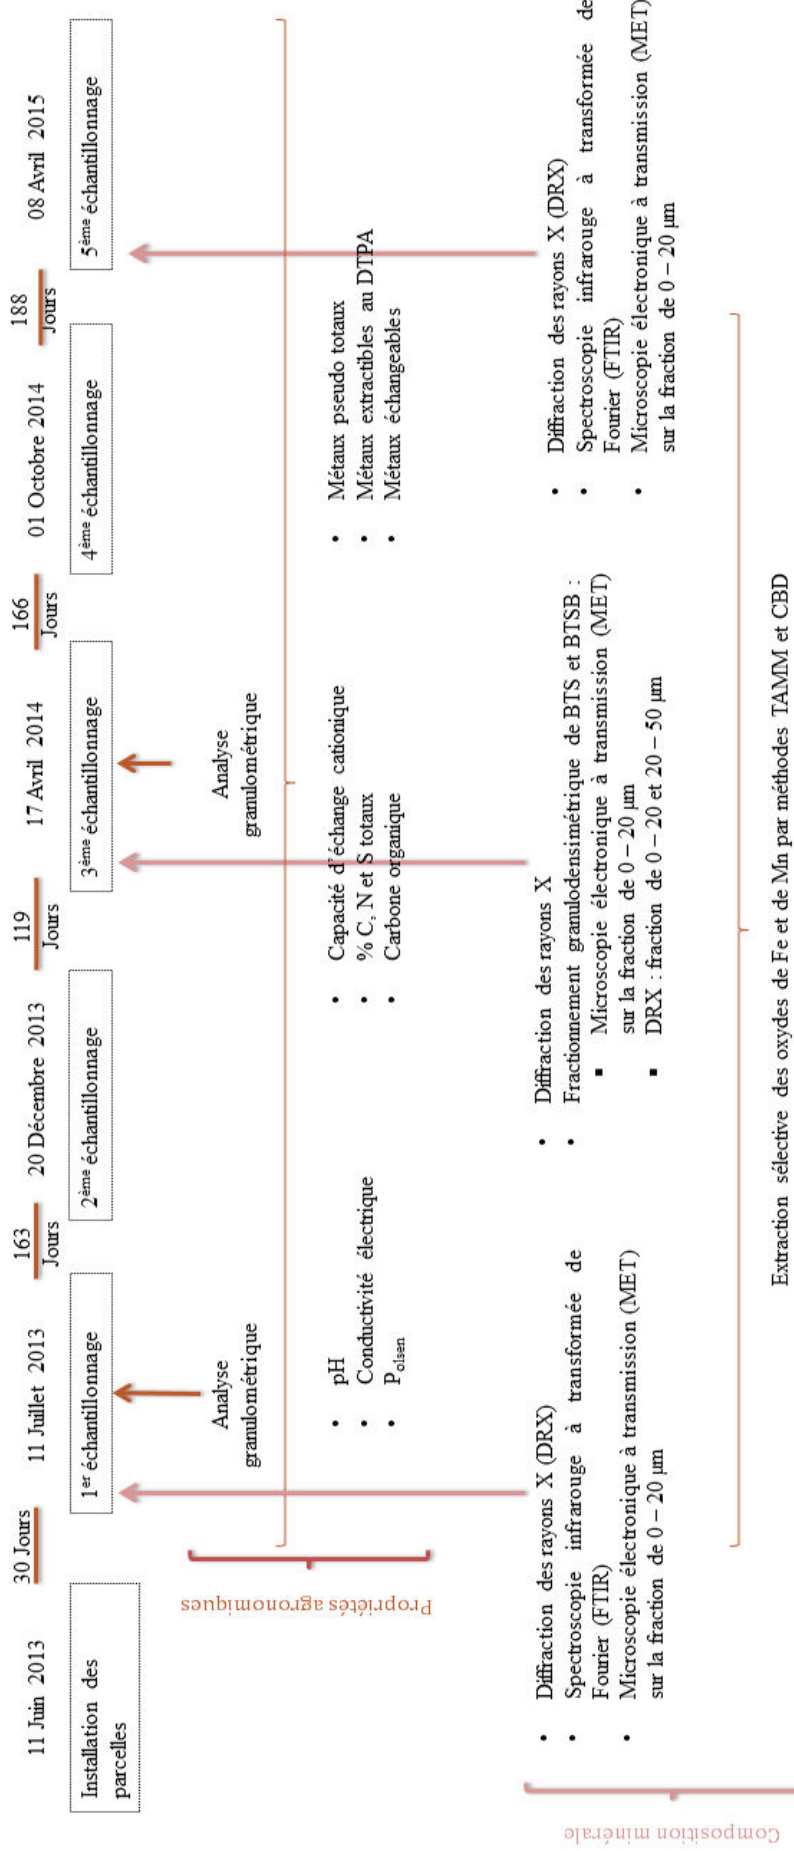 11 Juin 2013
30 Jours
11 Juillet 2013
163
Jours
20 Décembre 2013
119
Jours
17 Avril 2014
166
Jours
01 Octobre 2014
188
Jours
08 Avril 2015
Installation des
parcelles
1er échantillonnage
2ème échantillonnage
3ème échantillonnage
4ème échantillonnage
5ème échantillonnage
Analyse
granulométrique
Analyse
granulométrique
Propriétés agronomiques
• pH
• Conductivité électrique
• Polsen
• Capacité d'échange cationique
• % C, N et S totaux
• Carbone organique
• Métaux pseudo totaux
• Métaux extractibles au DTPA
• Métaux échangeables
Composition minérale
• Diffraction des rayons X (DRX)
• Spectroscopie infrarouge à transformée de
Fourier (FTIR)
• Microscopie électronique à transmission (MET)
sur la fraction de 0 – 20 µm
• Diffraction des rayons X
• Fractionnement granulodensimétrique de BTS et BTSB :
▪ Microscopie électronique à transmission (MET)
sur la fraction de 0 – 20 µm
▪ DRX : fraction de 0 – 20 et 20 – 50 µm
• Diffraction des rayons X (DRX)
• Spectroscopie infrarouge à transformée de
Fourier (FTIR)
• Microscopie électronique à transmission (MET)
sur la fraction de 0 – 20 µm
Extraction sélective des oxydes de Fe et de Mn par méthodes TAMM et CBD